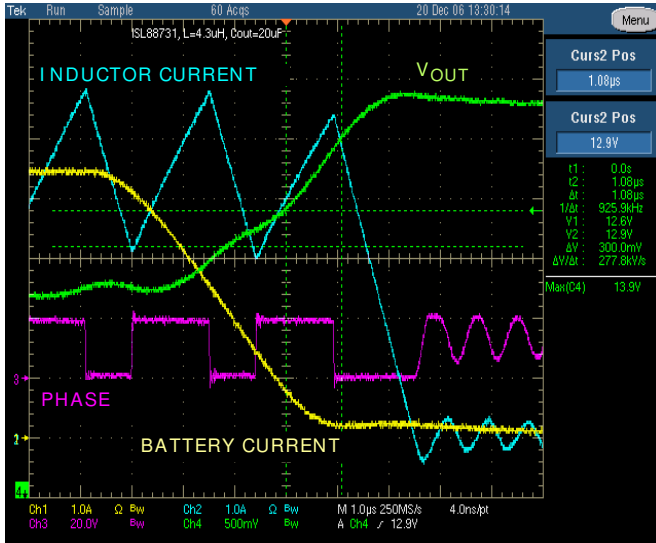 Tek Run Sample 60 Acqs 20 Dec 06 13:30:14
ISL88731, L=4.3uH, Cout=20uF
Menu
INDUCTOR CURRENT
VOUT
Curs2 Pos
1.08µs
Curs2 Pos
12.9V
t1: 0.0s
t2: 1.08µs
Δt: 1.08µs
1/Δt: 925.9kHz
V1: 12.6V
V2: 12.9V
ΔV: 300.0mV
ΔV/Δt: 277.8kV/s
Max(C4) 13.9V
3
PHASE
BATTERY CURRENT
1
4
Ch1 1.0A Ω Bw Ch2 1.0A Ω Bw M 1.0µs 250MS/s 4.0ns/pt
Ch3 20.0V Bw Ch4 500mV Bw A Ch4 / 12.9V